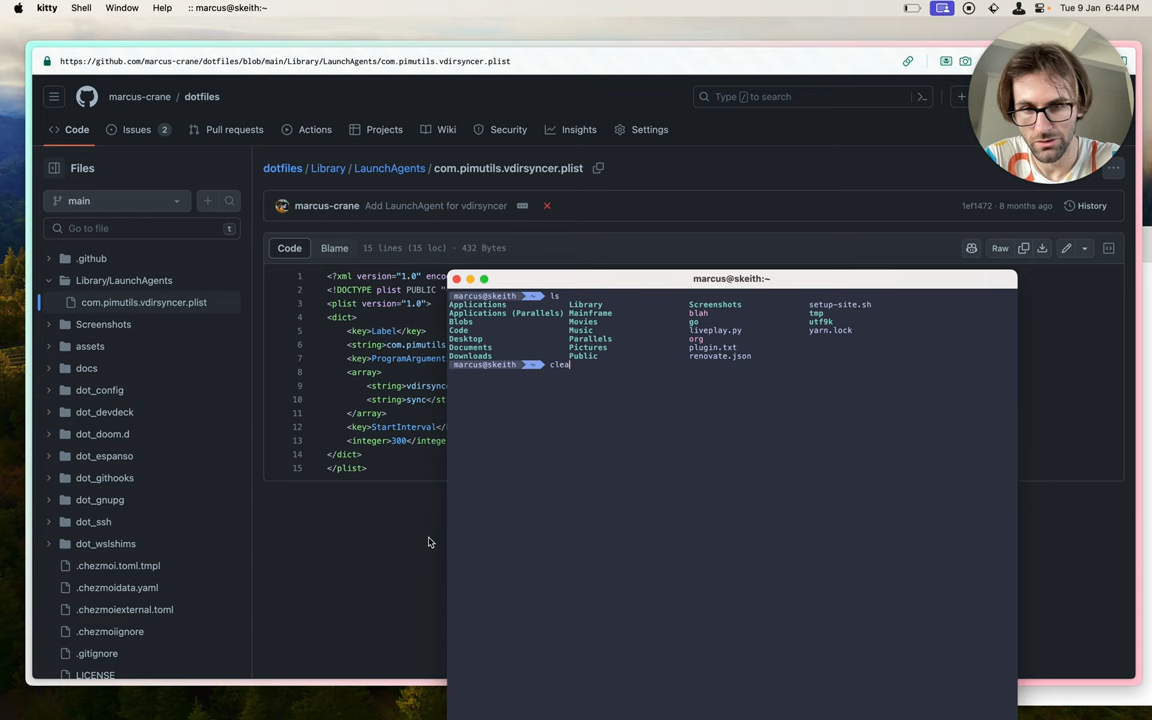 kitty Shell Window Help :: marcus@skeith:~ Tue 9 Jan 6:44PM
https://github.com/marcus-crane/dotfiles/blob/main/Library/LaunchAgents/com.pimutils.vdirsyncer.plist
marcus-crane / dotfiles
Type / to search
Code Issues 2 Pull requests Actions Projects Wiki Security Insights Settings
Files
main
Go to file t
.github
Library/LaunchAgents
com.pimutils.vdirsyncer.plist
Screenshots
assets
docs
dot_config
dot_devdeck
dot_doom.d
dot_espanso
dot_githooks
dot_gnupg
dot_ssh
dot_wslshims
.chezmoi.toml.tmpl
.chezmoidata.yaml
.chezmoiexternal.toml
.chezmoiignore
.gitignore
LICENSE
dotfiles / Library / LaunchAgents / com.pimutils.vdirsyncer.plist
marcus-crane Add LaunchAgent for vdirsyncer 1ef1472 · 8 months ago History
Code Blame 15 lines (15 loc) · 432 Bytes Raw
1 <?xml version="1.0" enco
2 <!DOCTYPE plist PUBLIC "
3 <plist version="1.0">
4 <dict>
5 <key>Label</key>
6 <string>com.pimutils
7 <key>ProgramArgument
8 <array>
9 <string>vdirsync
10 <string>sync</st
11 </array>
12 <key>StartInterval</
13 <integer>300</intege
14 </dict>
15 </plist>
marcus@skeith:~
marcus@skeith ~ ls
Applications Library Screenshots setup-site.sh
Applications (Parallels) Mainframe blah tmp
Blobs Movies go utf9k
Code Music liveplay.py yarn.lock
Desktop Parallels org
Documents Pictures plugin.txt
Downloads Public renovate.json
marcus@skeith ~ clea